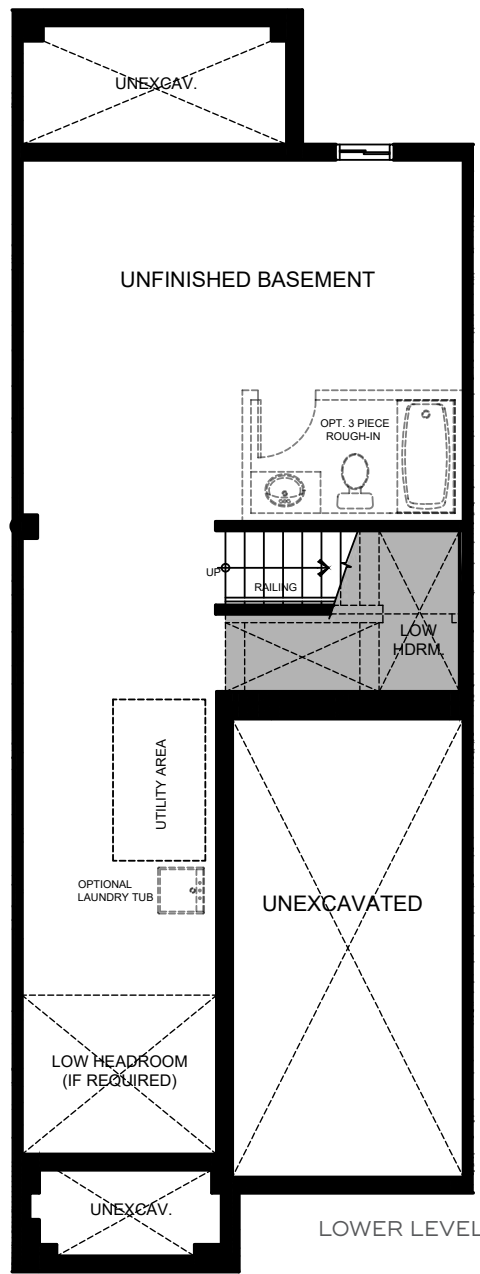 UNEXCAV.
UNFINISHED BASEMENT
OPT. 3 PIECE
ROUGH-IN
UP
RAILING
LOW
HDRM.
UTILITY AREA
OPTIONAL
LAUNDRY TUB
UNEXCAVATED
LOW HEADROOM
(IF REQUIRED)
UNEXCAV.
LOWER LEVEL